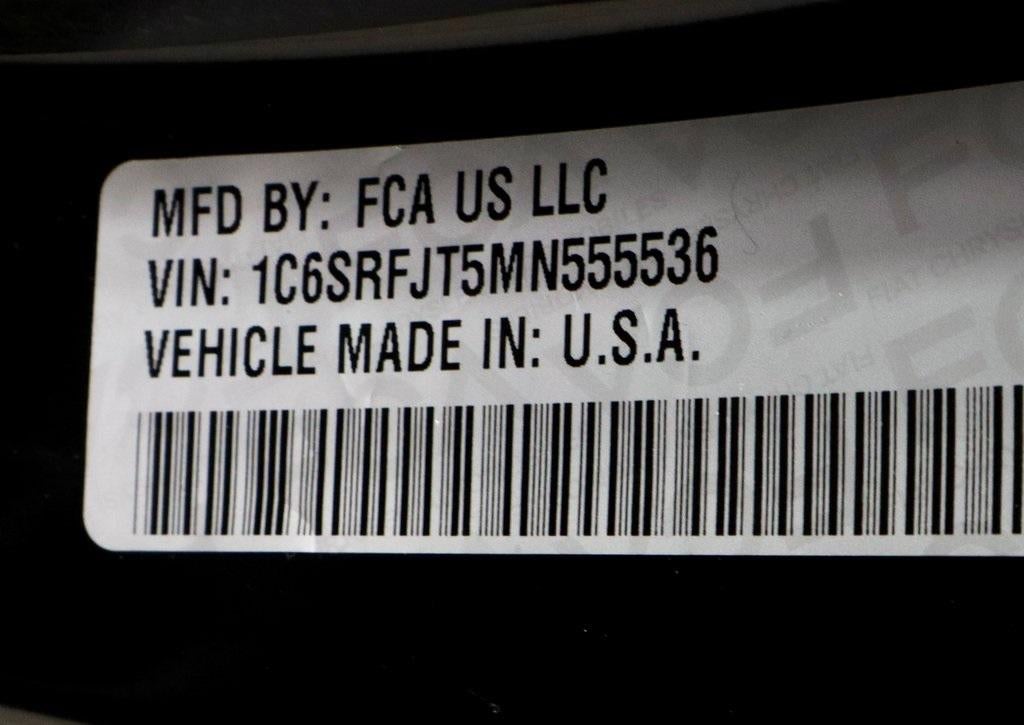 MFD BY: FCA US LLC
VIN: 1C6SRFJT5MN555536
VEHICLE MADE IN: U.S.A.